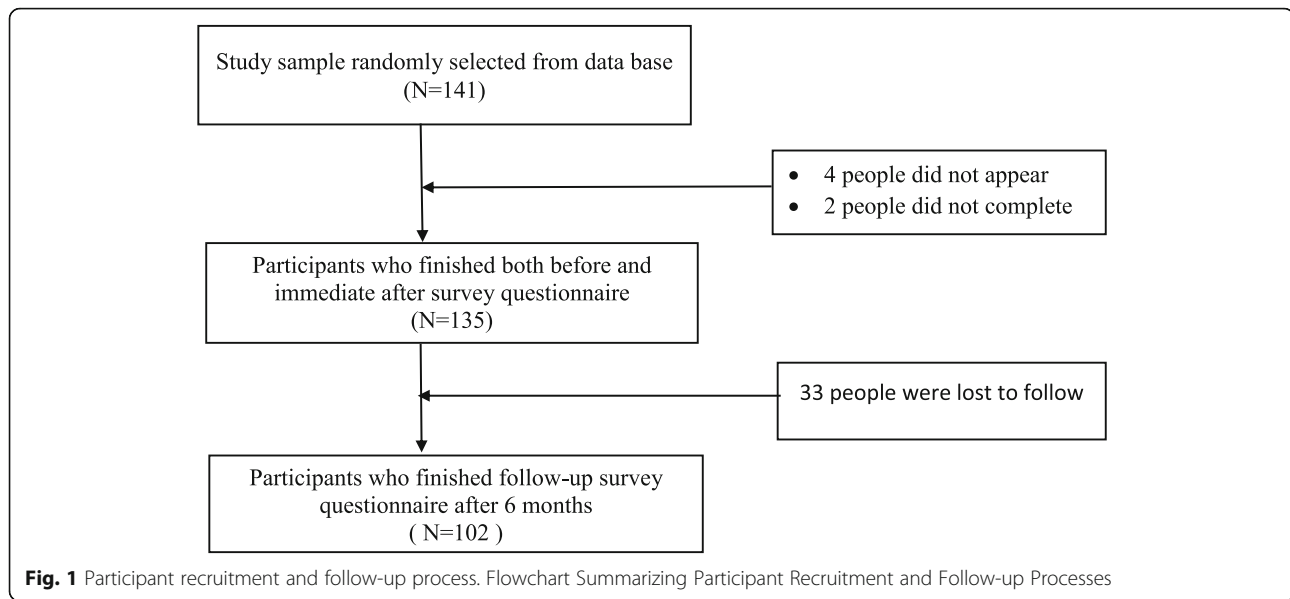 Study sample randomly selected from data base
(N=141)
• 4 people did not appear
• 2 people did not complete
Participants who finished both before and
immediate after survey questionnaire
(N=135)
33 people were lost to follow
Participants who finished follow-up survey
questionnaire after 6 months
( N=102 )
Fig. 1 Participant recruitment and follow-up process. Flowchart Summarizing Participant Recruitment and Follow-up Processes